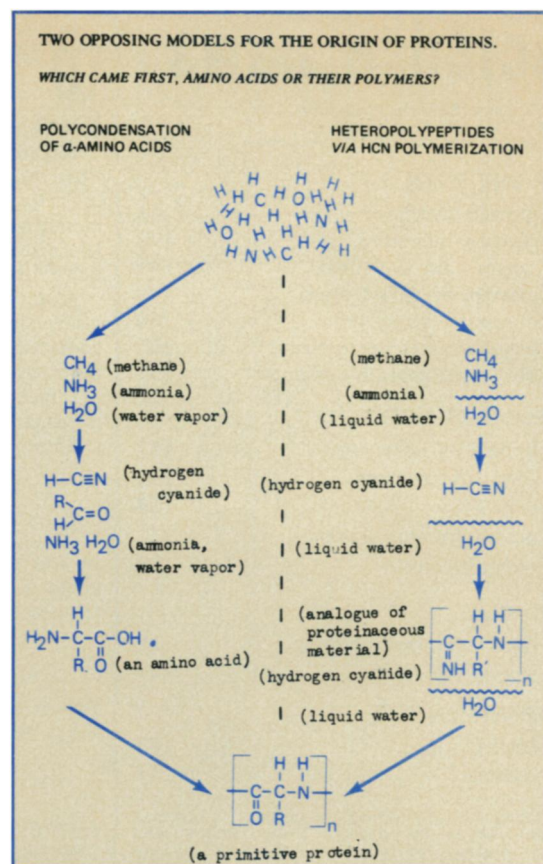 TWO OPPOSING MODELS FOR THE ORIGIN OF PROTEINS.
WHICH CAME FIRST, AMINO ACIDS OR THEIR POLYMERS?
POLYCONDENSATION
OF α-AMINO ACIDS
HETEROPOLYPEPTIDES
VIA HCN POLYMERIZATION
H H H H
H H C H O H H
H H H H N H
O H H H H
H N H C H H H
CH4 (methane)
NH3 (ammonia)
H2O (water vapor)
H–C≡N (hydrogen
cyanide)
R
C=O
H
NH3 H2O (ammonia,
water vapor)
H
H2N–C–C–OH
R O (an amino acid)
(methane) CH4
(ammonia) NH3
(liquid water) H2O
(hydrogen cyanide) H–C≡N
(liquid water) H2O
(analogue of
proteinaceous
material)
H H
C–C–N
NH R' n
(hydrogen cyanide)
(liquid water) H2O
H H
C–C–N
O R n
(a primitive protein)